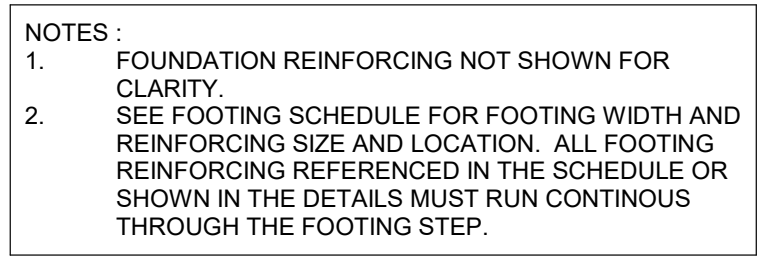 NOTES :
1. FOUNDATION REINFORCING NOT SHOWN FOR
CLARITY.
2. SEE FOOTING SCHEDULE FOR FOOTING WIDTH AND
REINFORCING SIZE AND LOCATION. ALL FOOTING
REINFORCING REFERENCED IN THE SCHEDULE OR
SHOWN IN THE DETAILS MUST RUN CONTINOUS
THROUGH THE FOOTING STEP.